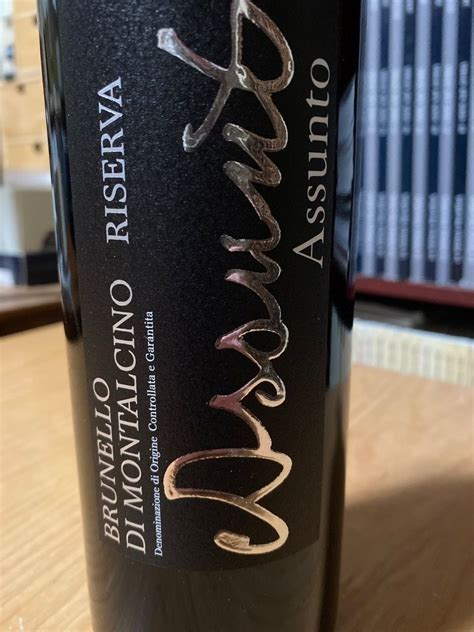 BRUNELLO
DI MONTALCINO RISERVA
Denominazione di Origine Controllata e Garantita
Assunto
Assunto